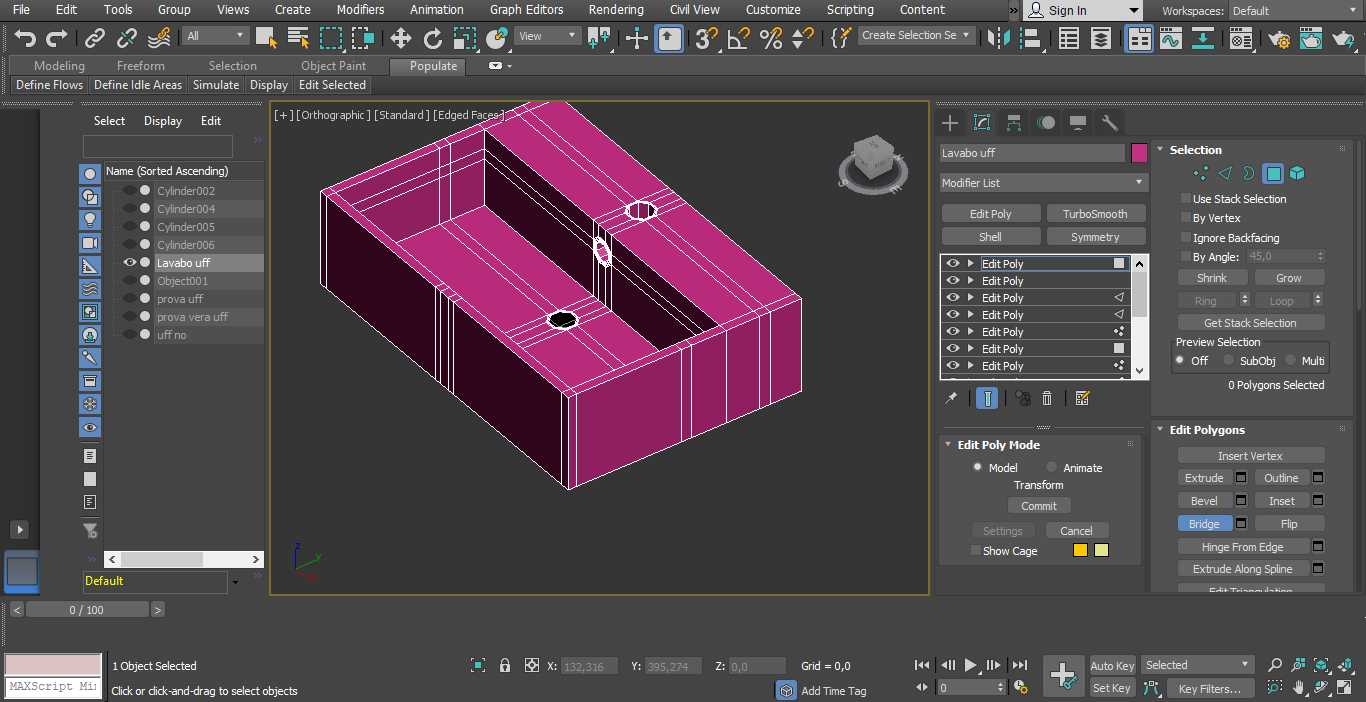 File Edit Tools Group Views Create Modifiers Animation Graph Editors Rendering Civil View Customize Scripting Content » Sign In Workspaces: Default
All View Create Selection Se
Modeling Freeform Selection Object Paint Populate
Define Flows Define Idle Areas Simulate Display Edit Selected
Select Display Edit
Name (Sorted Ascending)
Cylinder002
Cylinder004
Cylinder005
Cylinder006
Lavabo uff
Object001
prova uff
prova vera uff
uff no
Default
[+] [Orthographic] [Standard] [Edged Faces]
z
y
Lavabo uff
Modifier List
Edit Poly TurboSmooth
Shell Symmetry
Edit Poly
Edit Poly
Edit Poly
Edit Poly
Edit Poly
Edit Poly
Edit Poly
Edit Poly Mode
Model Animate
Transform
Commit
Settings Cancel
Show Cage
Selection
Use Stack Selection
By Vertex
Ignore Backfacing
By Angle: 45,0
Shrink Grow
Ring Loop
Get Stack Selection
Preview Selection
Off SubObj Multi
0 Polygons Selected
Edit Polygons
Insert Vertex
Extrude Outline
Bevel Inset
Bridge Flip
Hinge From Edge
Extrude Along Spline
Edit Triangulation
< 0 / 100 >
MAXScript Mi
1 Object Selected
Click or click-and-drag to select objects
X: 132,316 Y: 395,274 Z: 0,0 Grid = 0,0
Add Time Tag
0
Auto Key Selected
Set Key Key Filters...